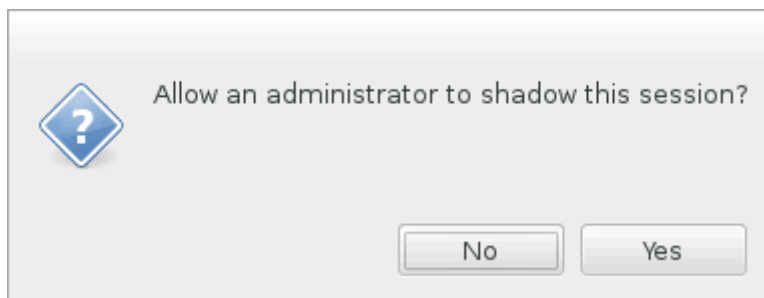 Allow an administrator to shadow this session?
?
No
Yes